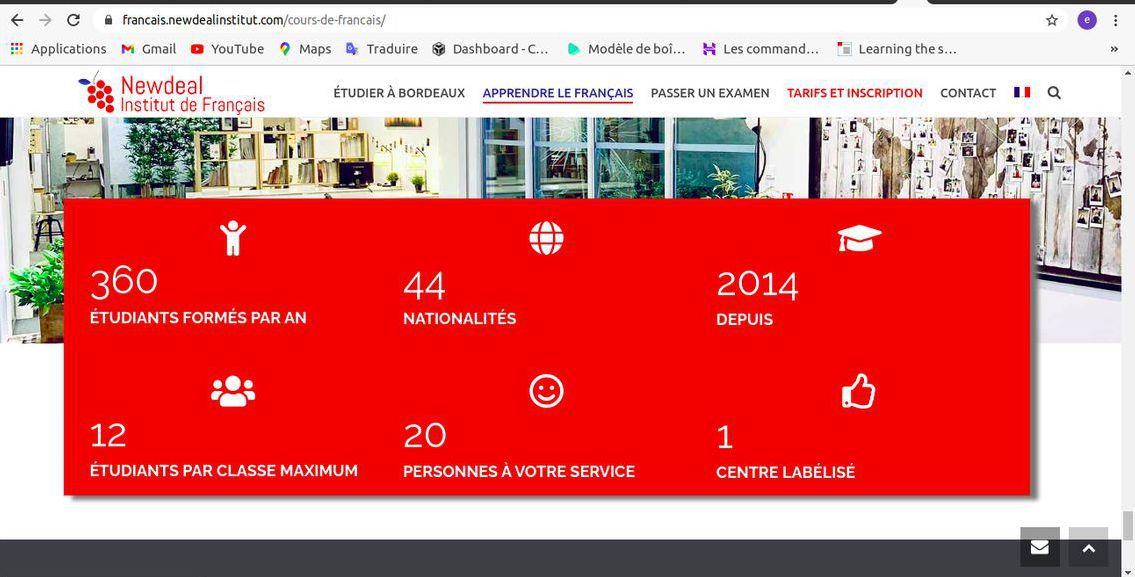 francais.newdealinstitut.com/cours-de-francais/
e
Applications Gmail YouTube Maps Traduire Dashboard - C... Modèle de boî... Les command... Learning the s... »
Newdeal
Institut de Français
ÉTUDIER À BORDEAUX APPRENDRE LE FRANÇAIS PASSER UN EXAMEN TARIFS ET INSCRIPTION CONTACT
360
ÉTUDIANTS FORMÉS PAR AN
44
NATIONALITÉS
2014
DEPUIS
12
ÉTUDIANTS PAR CLASSE MAXIMUM
20
PERSONNES À VOTRE SERVICE
1
CENTRE LABÉLISÉ